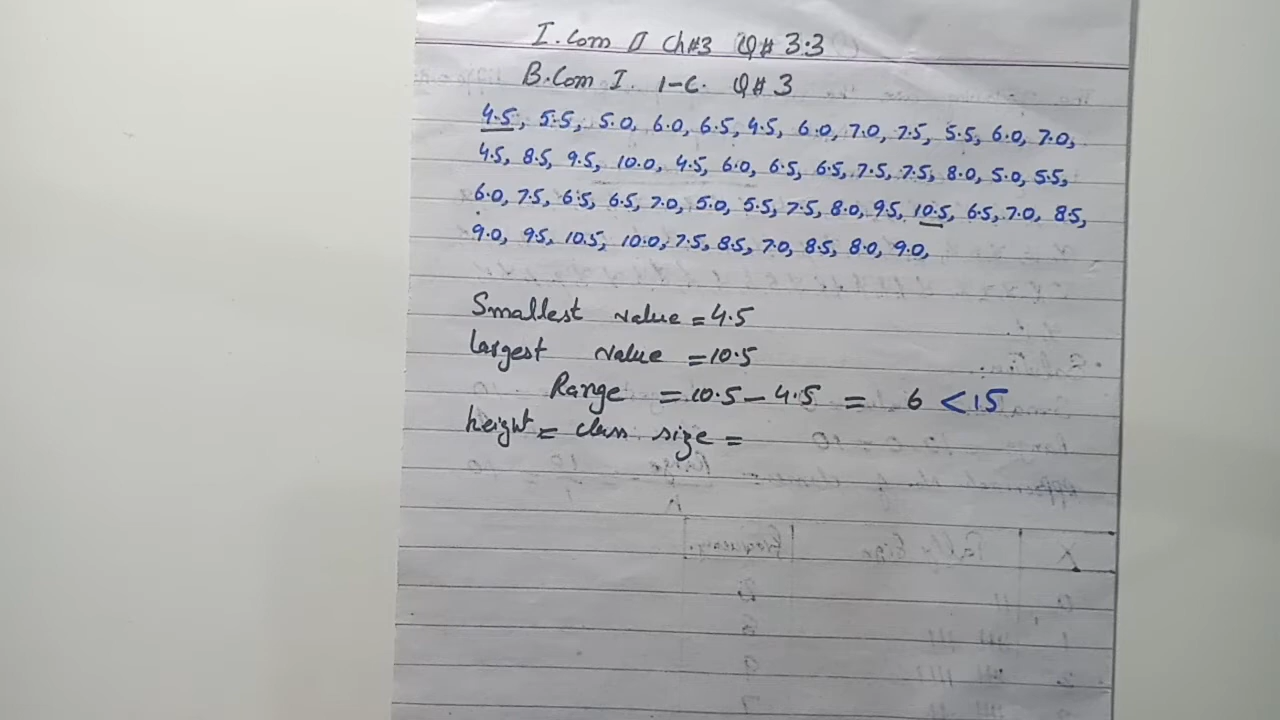 I.Com II Ch#3 Q# 3.3
B.Com I. 1-C. Q# 3
4.5, 5.5, 5.0, 6.0, 6.5, 4.5, 6.0, 7.0, 7.5, 5.5, 6.0, 7.0,
4.5, 8.5, 9.5, 10.0, 4.5, 6.0, 6.5, 6.5, 7.5, 7.5, 8.0, 5.0, 5.5,
6.0, 7.5, 6.5, 6.5, 7.0, 5.0, 5.5, 7.5, 8.0, 9.5, 10.5, 6.5, 7.0, 8.5,
9.0, 9.5, 10.5, 10.0, 7.5, 8.5, 7.0, 8.5, 8.0, 9.0,
Smallest value = 4.5
largest value = 10.5
Range = 10.5 - 4.5 = 6 < 15
height = class size =